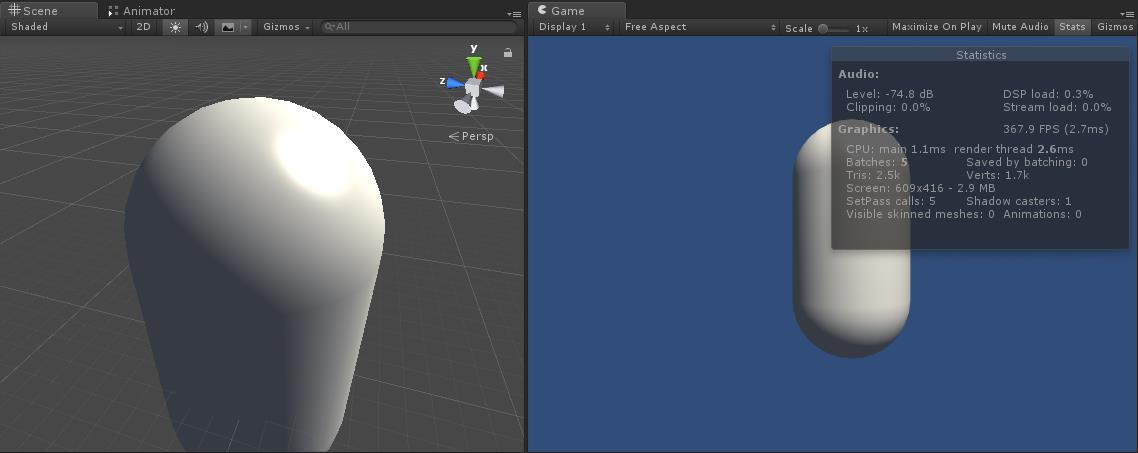 Scene Animator
Shaded 2D Gizmos All
y
x
z
Persp
Game
Display 1 Free Aspect Scale 1x Maximize On Play Mute Audio Stats Gizmos
Statistics
Audio:
Level: -74.8 dB DSP load: 0.3%
Clipping: 0.0% Stream load: 0.0%
Graphics: 367.9 FPS (2.7ms)
CPU: main 1.1ms render thread 2.6ms
Batches: 5 Saved by batching: 0
Tris: 2.5k Verts: 1.7k
Screen: 609x416 - 2.9 MB
SetPass calls: 5 Shadow casters: 1
Visible skinned meshes: 0 Animations: 0